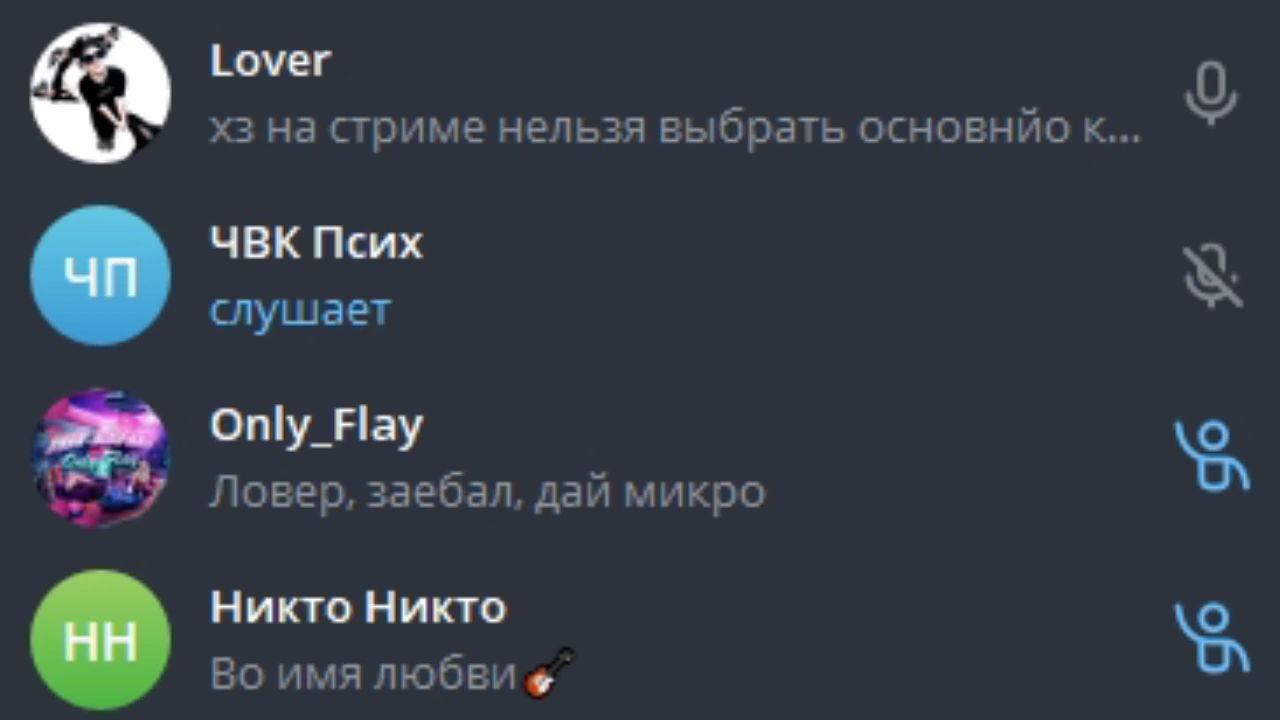 Lover
хз на стриме нельзя выбрать основнйо к...
ЧП
ЧВК Псих
слушает
Only_Flay
Ловер, заебал, дай микро
НН
Никто Никто
Во имя любви🎸